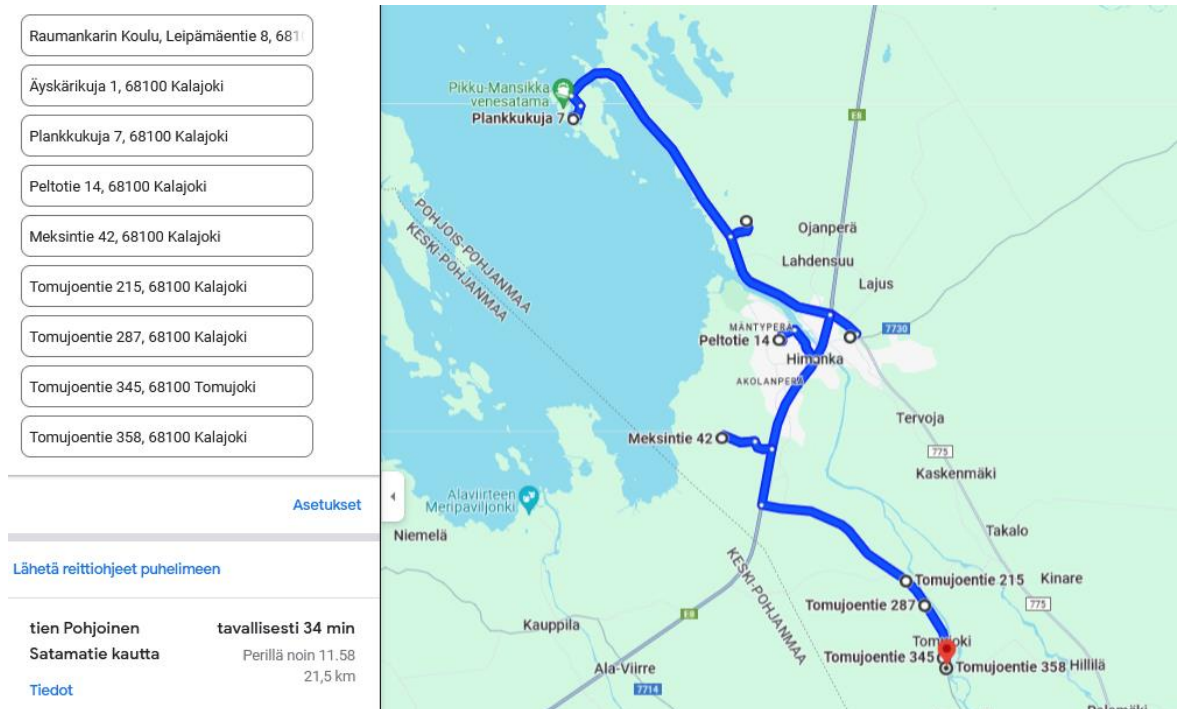 Raumankarin Koulu, Leipämäentie 8, 681
Äyskärikuja 1, 68100 Kalajoki
Plankkukuja 7, 68100 Kalajoki
Peltotie 14, 68100 Kalajoki
Meksintie 42, 68100 Kalajoki
Tomujoentie 215, 68100 Kalajoki
Tomujoentie 287, 68100 Kalajoki
Tomujoentie 345, 68100 Tomujoki
Tomujoentie 358, 68100 Kalajoki
Asetukset
Lähetä reittiohjeet puhelimeen
tien Pohjoinen
Satamatie kautta
tavallisesti 34 min
Perillä noin 11.58
21,5 km
Tiedot
Pikku-Mansikka
venesatama
Plankkukuja 7
E8
POHJOIS-POHJANMAA
KESKI-POHJANMAA
Ojanperä
Lahdensuu
Lajus
7730
MÄNTYPERÄ
Peltotie 14
Himanka
AKOLANPERÄ
Tervoja
Meksintie 42
775
Kaskenmäki
Alaviirteen
Meripaviljonki
Niemelä
Takalo
KESKI-POHJANMAA
Tomujoentie 215
Kinare
Tomujoentie 287
775
E8
Kauppila
Tomujoki
Tomujoentie 345
Tomujoentie 358
Hillilä
Ala-Viirre
7714